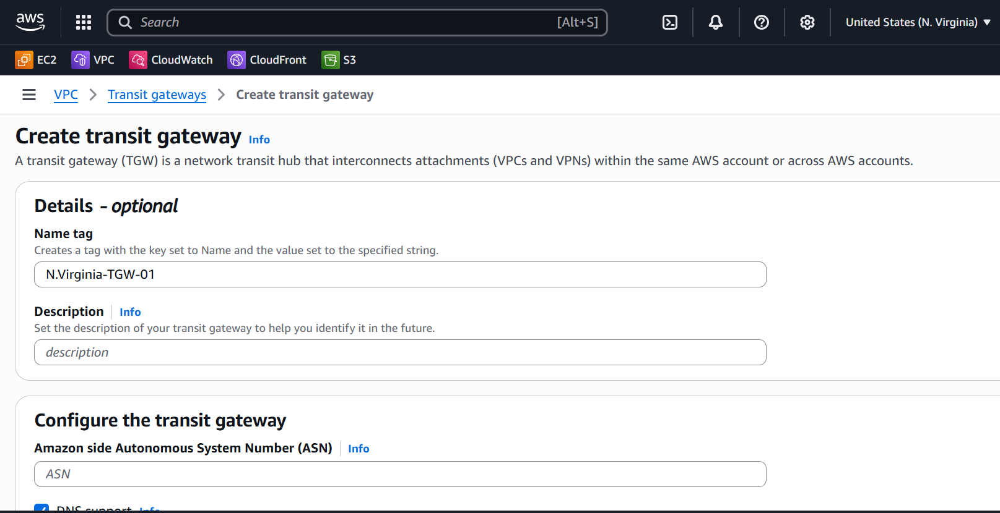 aws
Search [Alt+S] United States (N. Virginia)
EC2 VPC CloudWatch CloudFront S3
VPC > Transit gateways > Create transit gateway
Create transit gateway Info
A transit gateway (TGW) is a network transit hub that interconnects attachments (VPCs and VPNs) within the same AWS account or across AWS accounts.
Details - optional
Name tag
Creates a tag with the key set to Name and the value set to the specified string.
N.Virginia-TGW-01
Description Info
Set the description of your transit gateway to help you identify it in the future.
description
Configure the transit gateway
Amazon side Autonomous System Number (ASN) Info
ASN
DNS support Info